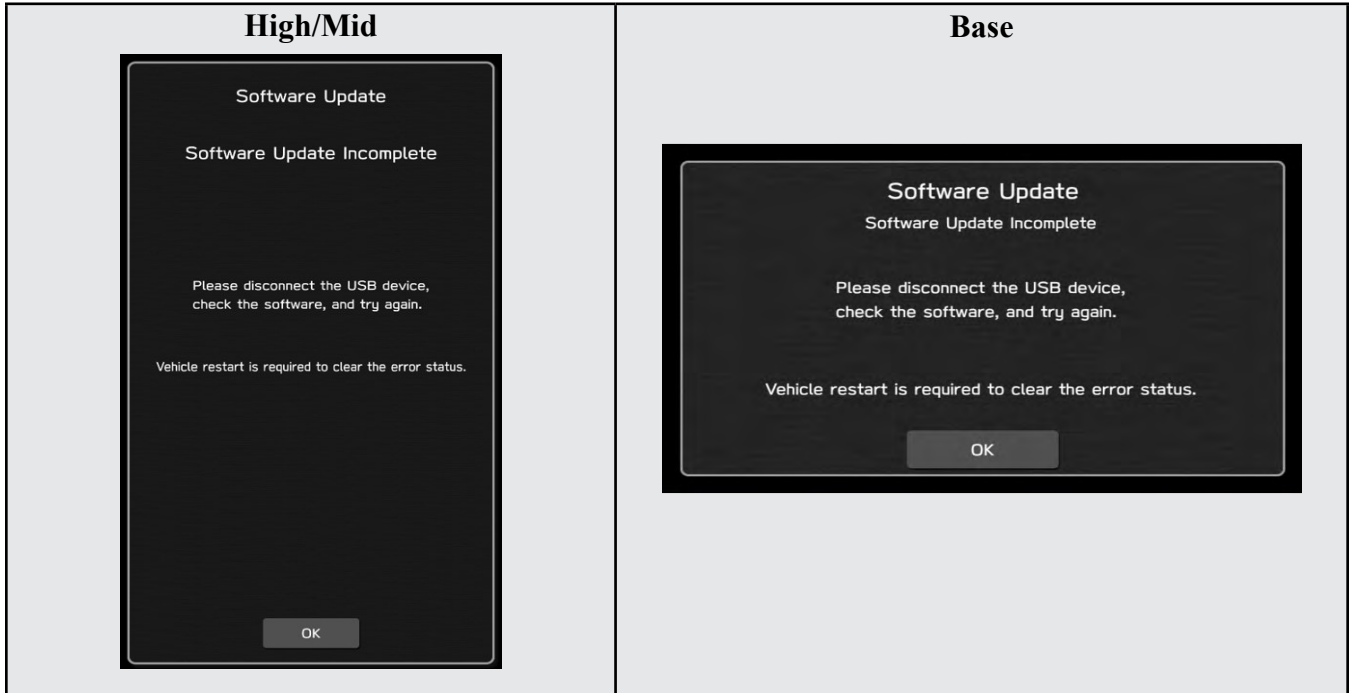 High/Mid
Software Update
Software Update Incomplete
Please disconnect the USB device,
check the software, and try again.
Vehicle restart is required to clear the error status.
OK
Base
Software Update
Software Update Incomplete
Please disconnect the USB device,
check the software, and try again.
Vehicle restart is required to clear the error status.
OK